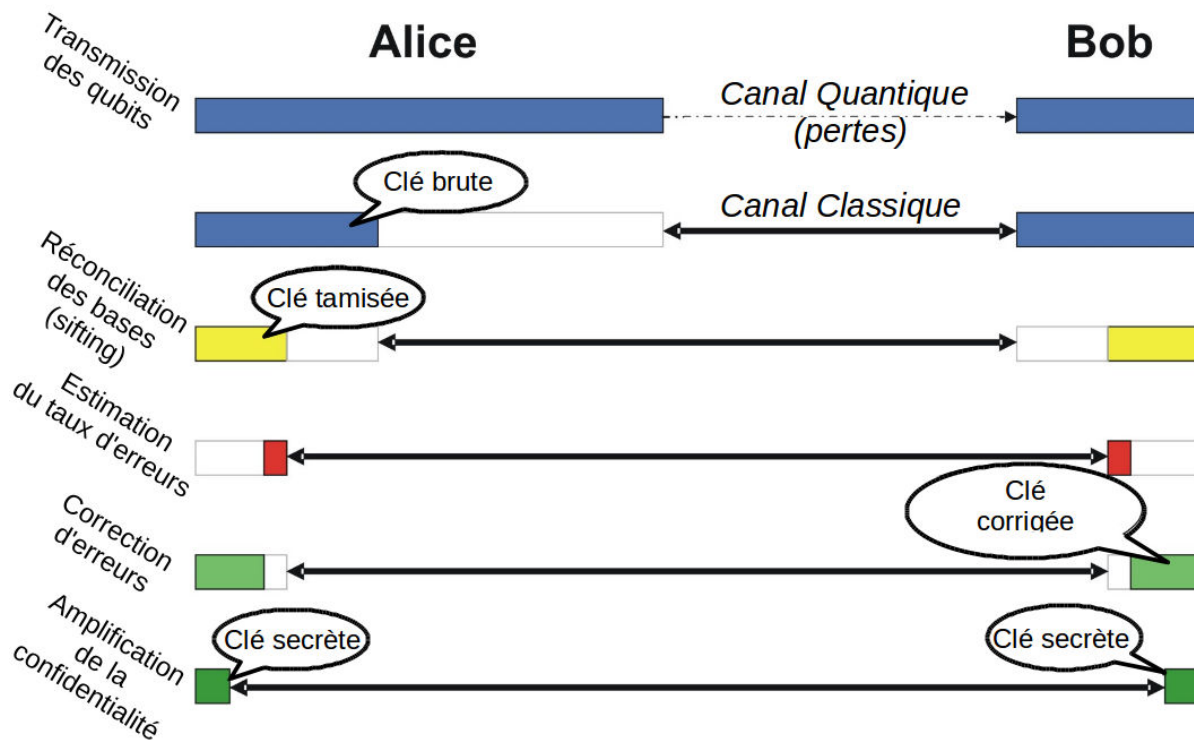 Alice
Bob
Transmission
des qubits
Canal Quantique
(pertes)
Clé brute
Canal Classique
Réconciliation
des bases
(sifting)
Clé tamisée
Estimation
du taux d'erreurs
Clé
corrigée
Correction
d'erreurs
Amplification
de la
confidentialité
Clé secrète
Clé secrète